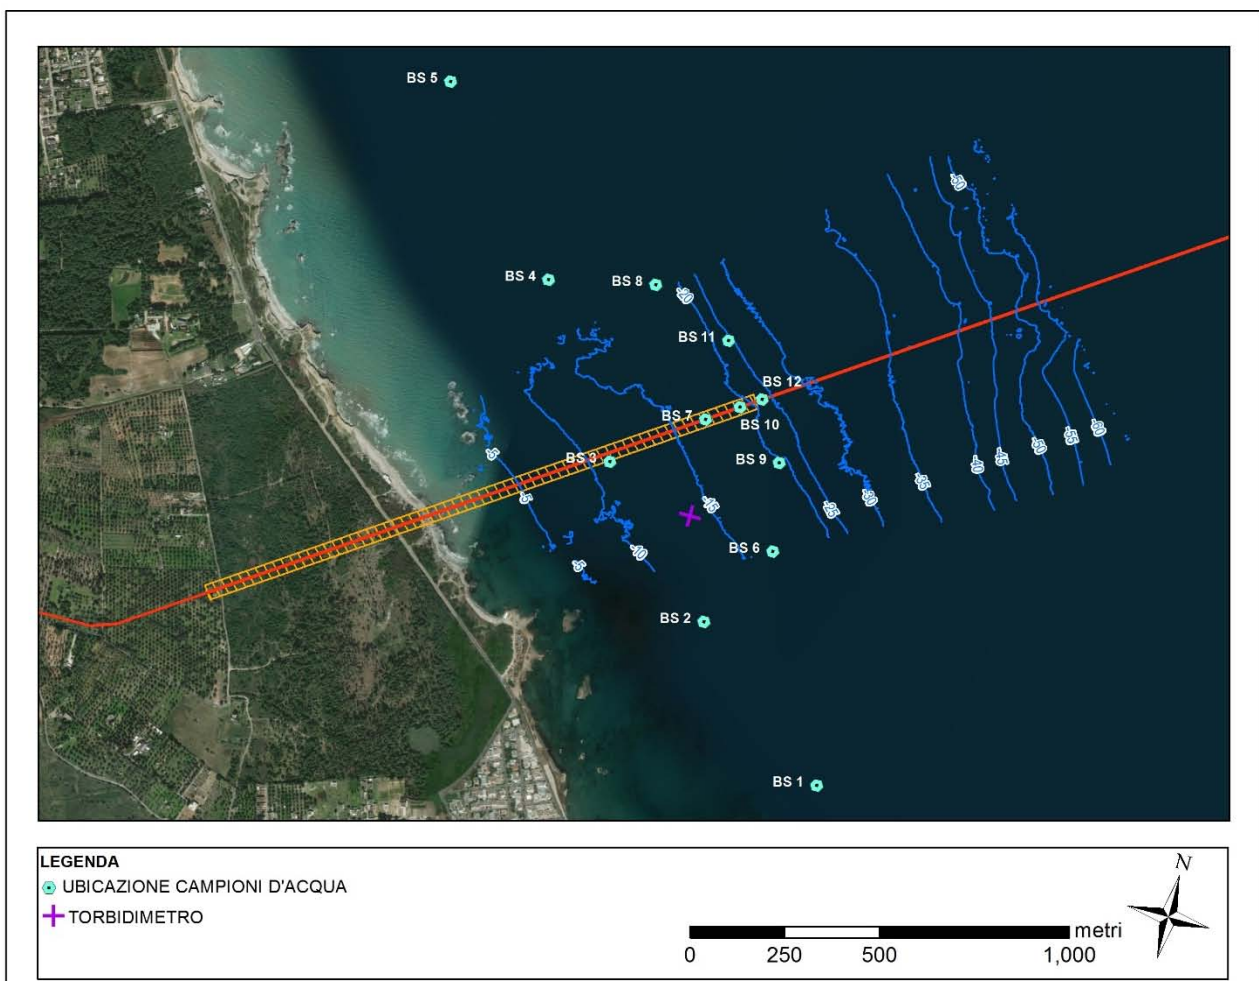 BS 5
-50
BS 4
BS 8
-20
BS 11
BS 12
BS 7
BS 10
-5
BS 3
BS 9
-60
-55
-50
-45
-40
-35
-30
-25
-15
-5
-10
BS 6
-5
BS 2
BS 1
LEGENDA
UBICAZIONE CAMPIONI D'ACQUA
TORBIDIMETRO
N
metri
0 250 500 1,000